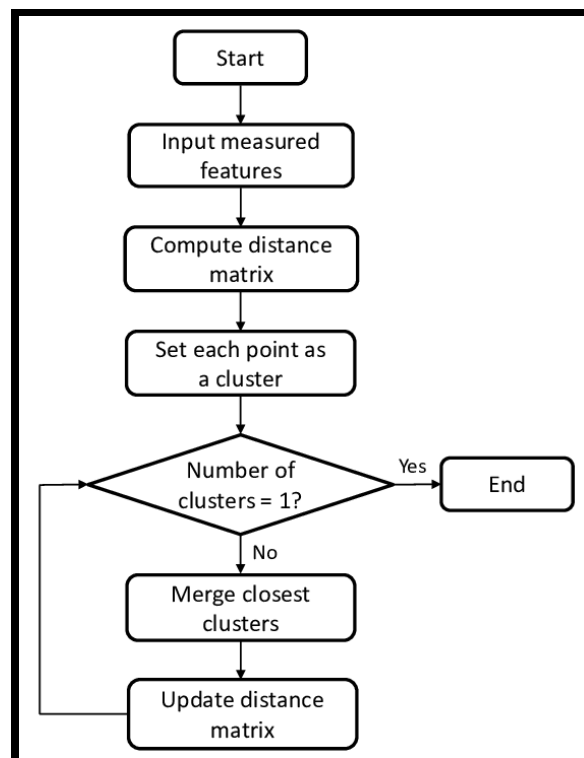 Start
Input measured
features
Compute distance
matrix
Set each point as
a cluster
Number of
clusters = 1?
Yes
End
No
Merge closest
clusters
Update distance
matrix